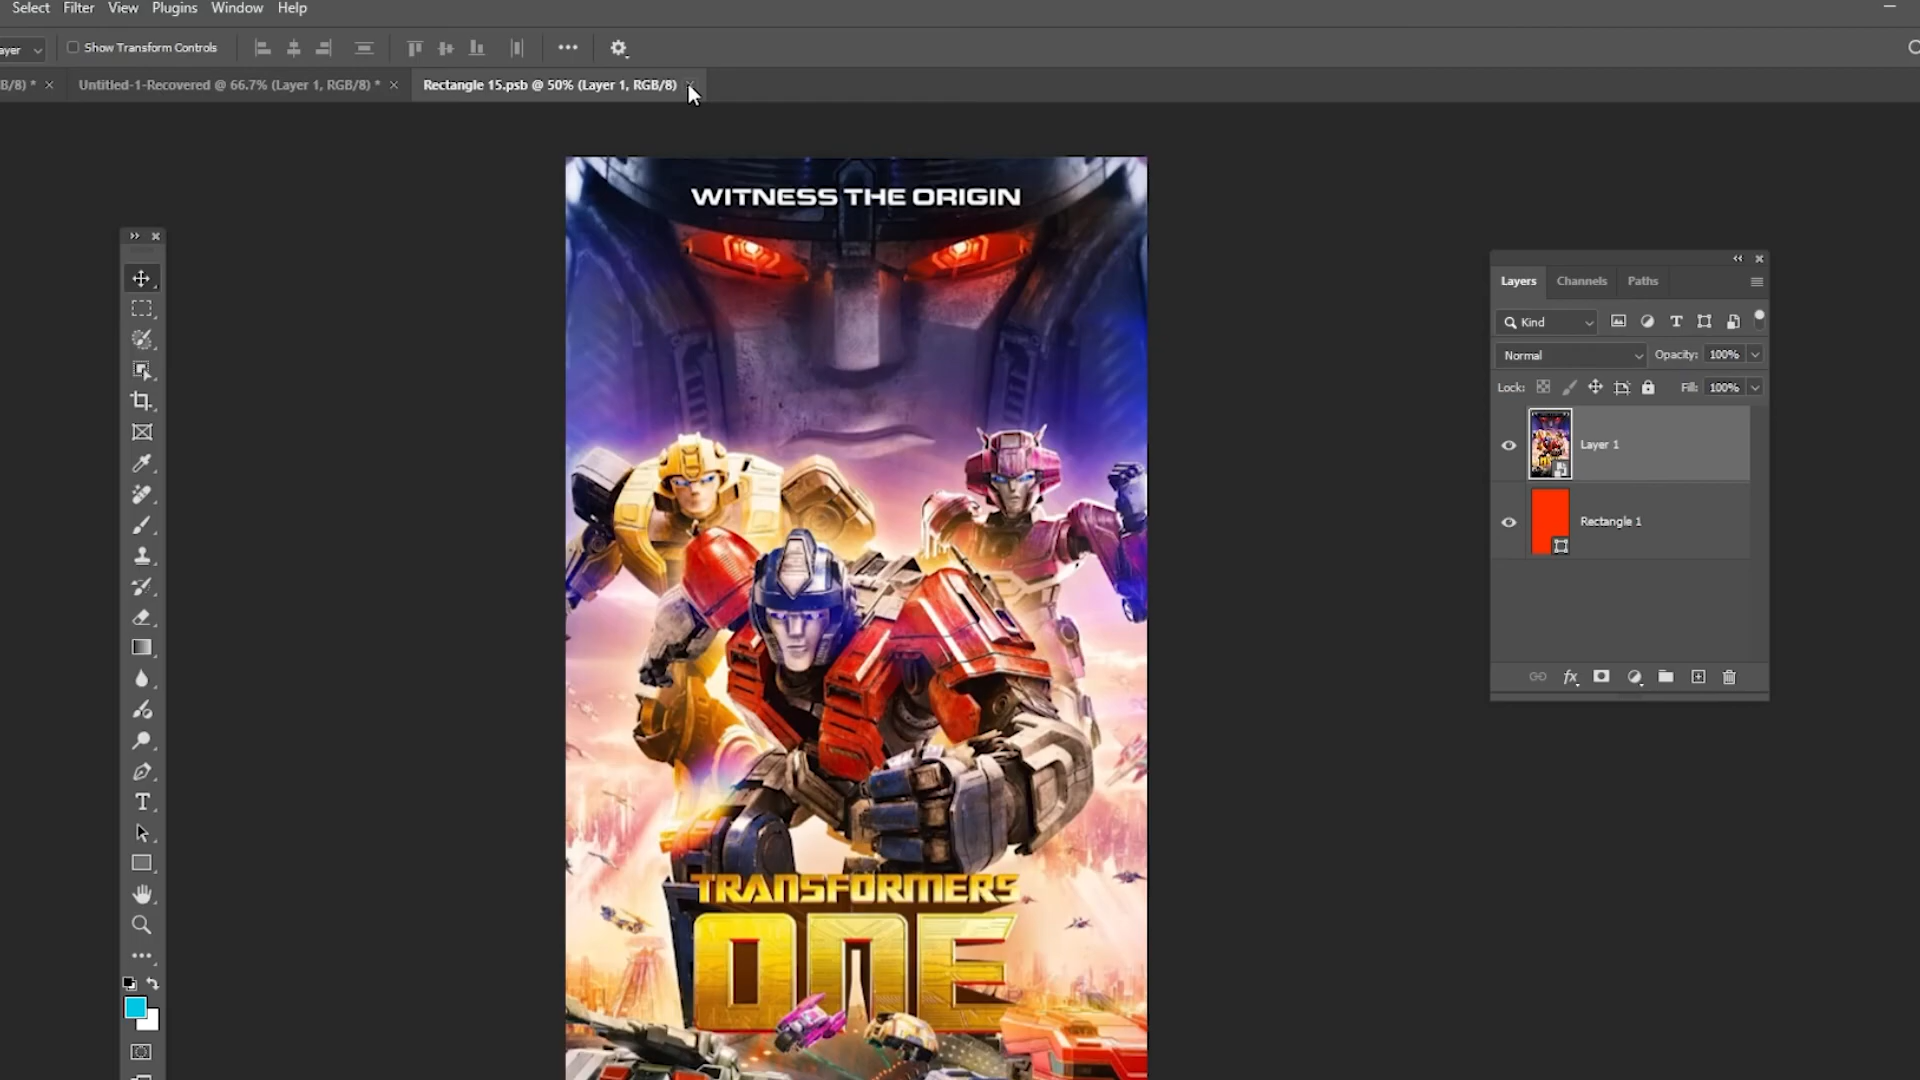 Select Filter View Plugins Window Help
ayer Show Transform Controls
B/8) * × Untitled-1-Recovered @ 66.7% (Layer 1, RGB/8) * × Rectangle 15.psb @ 50% (Layer 1, RGB/8)
WITNESS THE ORIGIN
TRANSFORMERS
ONE
Layers Channels Paths
Kind
Normal Opacity: 100%
Lock: Fill: 100%
Layer 1
Rectangle 1